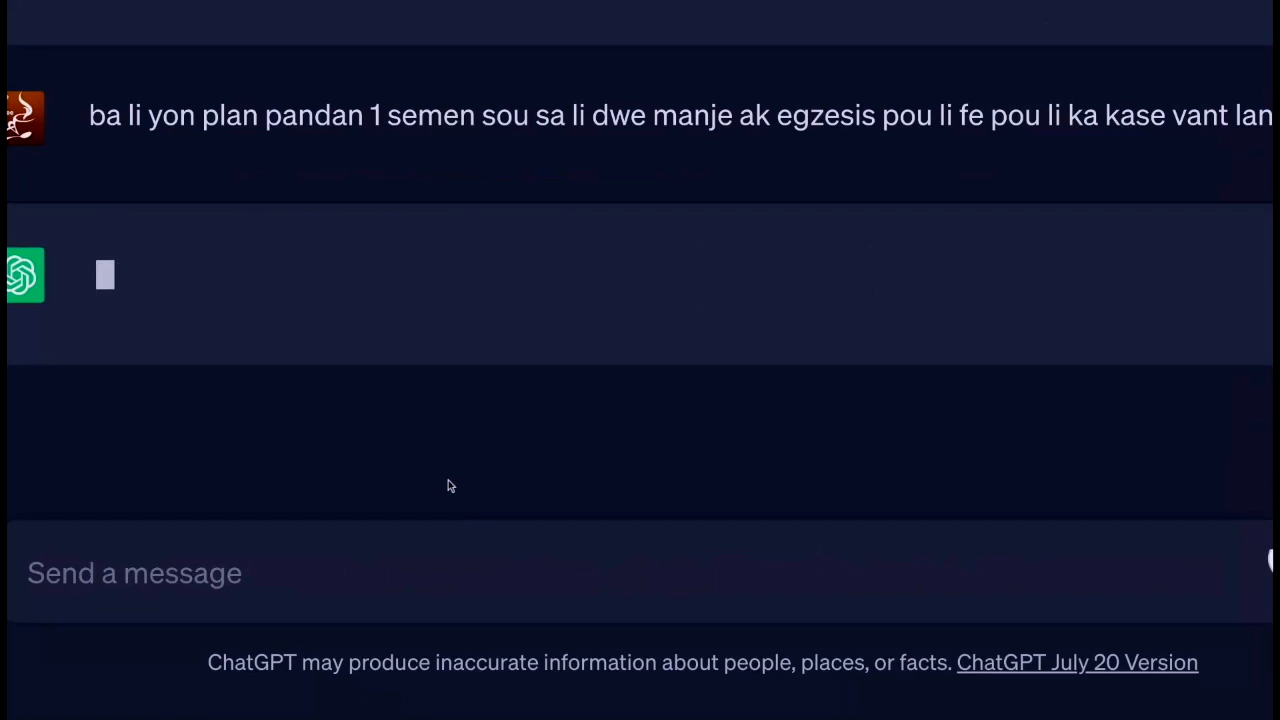 ba li yon plan pandan 1 semen sou sa li dwe manje ak egzesis pou li fe pou li ka kase vant lan
Send a message
ChatGPT may produce inaccurate information about people, places, or facts. ChatGPT July 20 Version